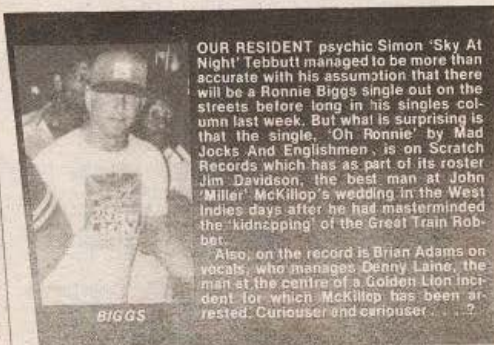 OUR RESIDENT psychic Simon 'Sky At
Night' Tebbutt managed to be more than
accurate with his assumption that there
will be a Ronnie Biggs single out on the
streets before long in his singles col-
umn last week. But what is surprising is
that the single, 'Oh Ronnie' by Mad
Jocks And Englishmen, is on Scratch
Records which has as part of its roster
Jim Davidson, the best man at John
'Miller' McKillop's wedding in the West
Indies days after he had masterminded
the 'kidnapping' of the Great Train Rob-
ber.
Also, on the record is Brian Adams on
vocals, who manages Denny Laine, the
man at the centre of a Golden Lion inci-
dent for which McKillop has been ar-
rested. Curiouser and curiouser . . . . ?
BIGGS